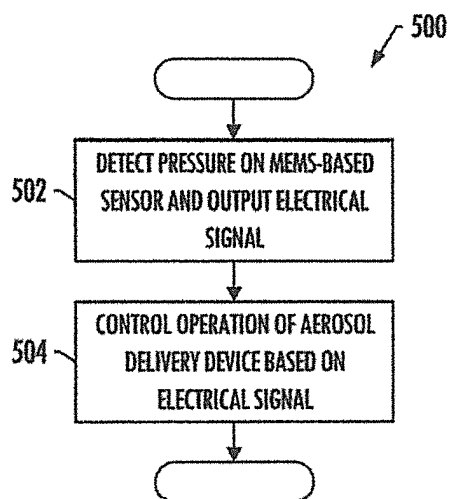 500
502
DETECT PRESSURE ON MEMS-BASED
SENSOR AND OUTPUT ELECTRICAL
SIGNAL
504
CONTROL OPERATION OF AEROSOL
DELIVERY DEVICE BASED ON
ELECTRICAL SIGNAL